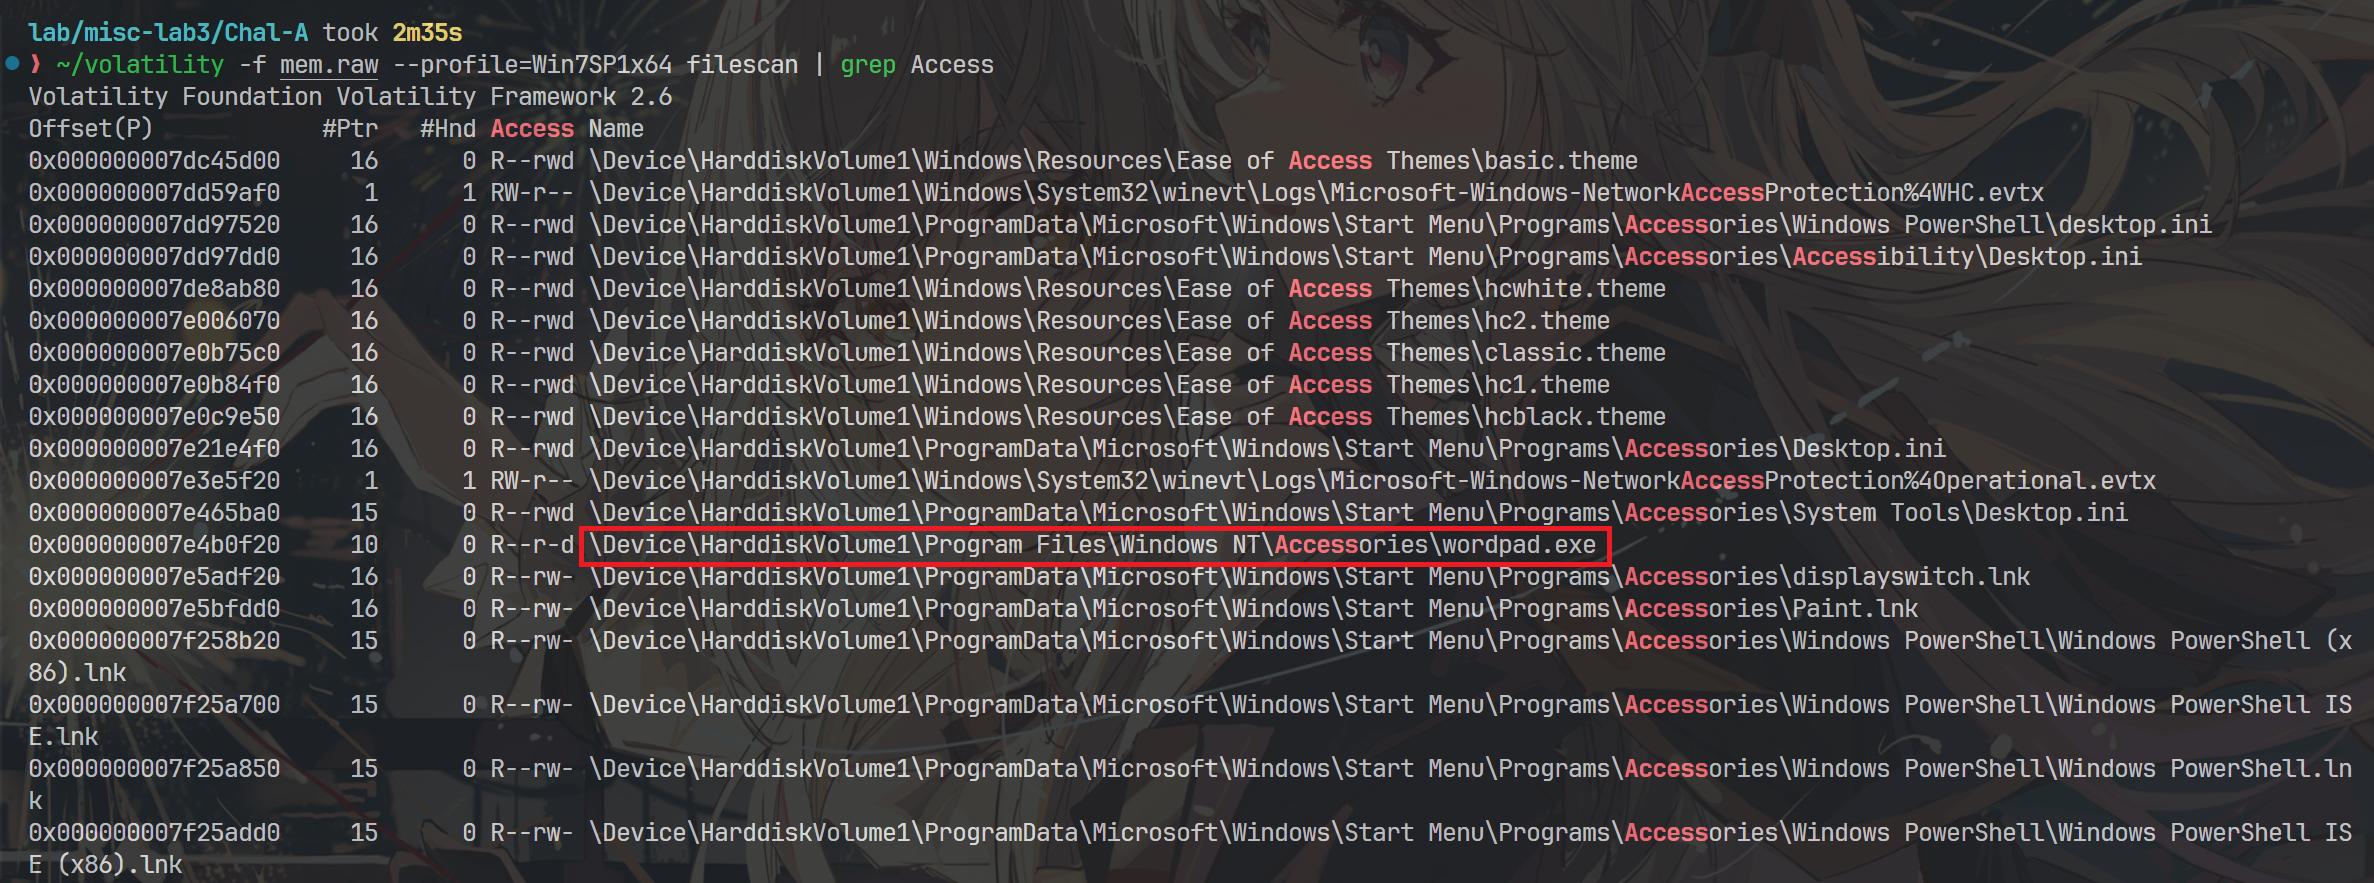 lab/misc-lab3/Chal-A took 2m35s
❯ ~/volatility -f mem.raw --profile=Win7SP1x64 filescan | grep Access
Volatility Foundation Volatility Framework 2.6
Offset(P)            #Ptr   #Hnd Access Name
0x000000007dc45d00     16      0 R--rwd \Device\HarddiskVolume1\Windows\Resources\Ease of Access Themes\basic.theme
0x000000007dd59af0      1      1 RW-r-- \Device\HarddiskVolume1\Windows\System32\winevt\Logs\Microsoft-Windows-NetworkAccessProtection%4WHC.evtx
0x000000007dd97520     16      0 R--rwd \Device\HarddiskVolume1\ProgramData\Microsoft\Windows\Start Menu\Programs\Accessories\Windows PowerShell\desktop.ini
0x000000007dd97dd0     16      0 R--rwd \Device\HarddiskVolume1\ProgramData\Microsoft\Windows\Start Menu\Programs\Accessories\Accessibility\Desktop.ini
0x000000007de8ab80     16      0 R--rwd \Device\HarddiskVolume1\Windows\Resources\Ease of Access Themes\hcwhite.theme
0x000000007e006070     16      0 R--rwd \Device\HarddiskVolume1\Windows\Resources\Ease of Access Themes\hc2.theme
0x000000007e0b75c0     16      0 R--rwd \Device\HarddiskVolume1\Windows\Resources\Ease of Access Themes\classic.theme
0x000000007e0b84f0     16      0 R--rwd \Device\HarddiskVolume1\Windows\Resources\Ease of Access Themes\hc1.theme
0x000000007e0c9e50     16      0 R--rwd \Device\HarddiskVolume1\Windows\Resources\Ease of Access Themes\hcblack.theme
0x000000007e21e4f0     16      0 R--rwd \Device\HarddiskVolume1\ProgramData\Microsoft\Windows\Start Menu\Programs\Accessories\Desktop.ini
0x000000007e3e5f20      1      1 RW-r-- \Device\HarddiskVolume1\Windows\System32\winevt\Logs\Microsoft-Windows-NetworkAccessProtection%4Operational.evtx
0x000000007e465ba0     15      0 R--rwd \Device\HarddiskVolume1\ProgramData\Microsoft\Windows\Start Menu\Programs\Accessories\System Tools\Desktop.ini
0x000000007e4b0f20     10      0 R--r-d \Device\HarddiskVolume1\Program Files\Windows NT\Accessories\wordpad.exe
0x000000007e5adf20     16      0 R--rw- \Device\HarddiskVolume1\ProgramData\Microsoft\Windows\Start Menu\Programs\Accessories\displayswitch.lnk
0x000000007e5bfdd0     16      0 R--rw- \Device\HarddiskVolume1\ProgramData\Microsoft\Windows\Start Menu\Programs\Accessories\Paint.lnk
0x000000007f258b20     15      0 R--rw- \Device\HarddiskVolume1\ProgramData\Microsoft\Windows\Start Menu\Programs\Accessories\Windows PowerShell\Windows PowerShell (x
86).lnk
0x000000007f25a700     15      0 R--rw- \Device\HarddiskVolume1\ProgramData\Microsoft\Windows\Start Menu\Programs\Accessories\Windows PowerShell\Windows PowerShell IS
E.lnk
0x000000007f25a850     15      0 R--rw- \Device\HarddiskVolume1\ProgramData\Microsoft\Windows\Start Menu\Programs\Accessories\Windows PowerShell\Windows PowerShell.ln
k
0x000000007f25add0     15      0 R--rw- \Device\HarddiskVolume1\ProgramData\Microsoft\Windows\Start Menu\Programs\Accessories\Windows PowerShell\Windows PowerShell IS
E (x86).lnk